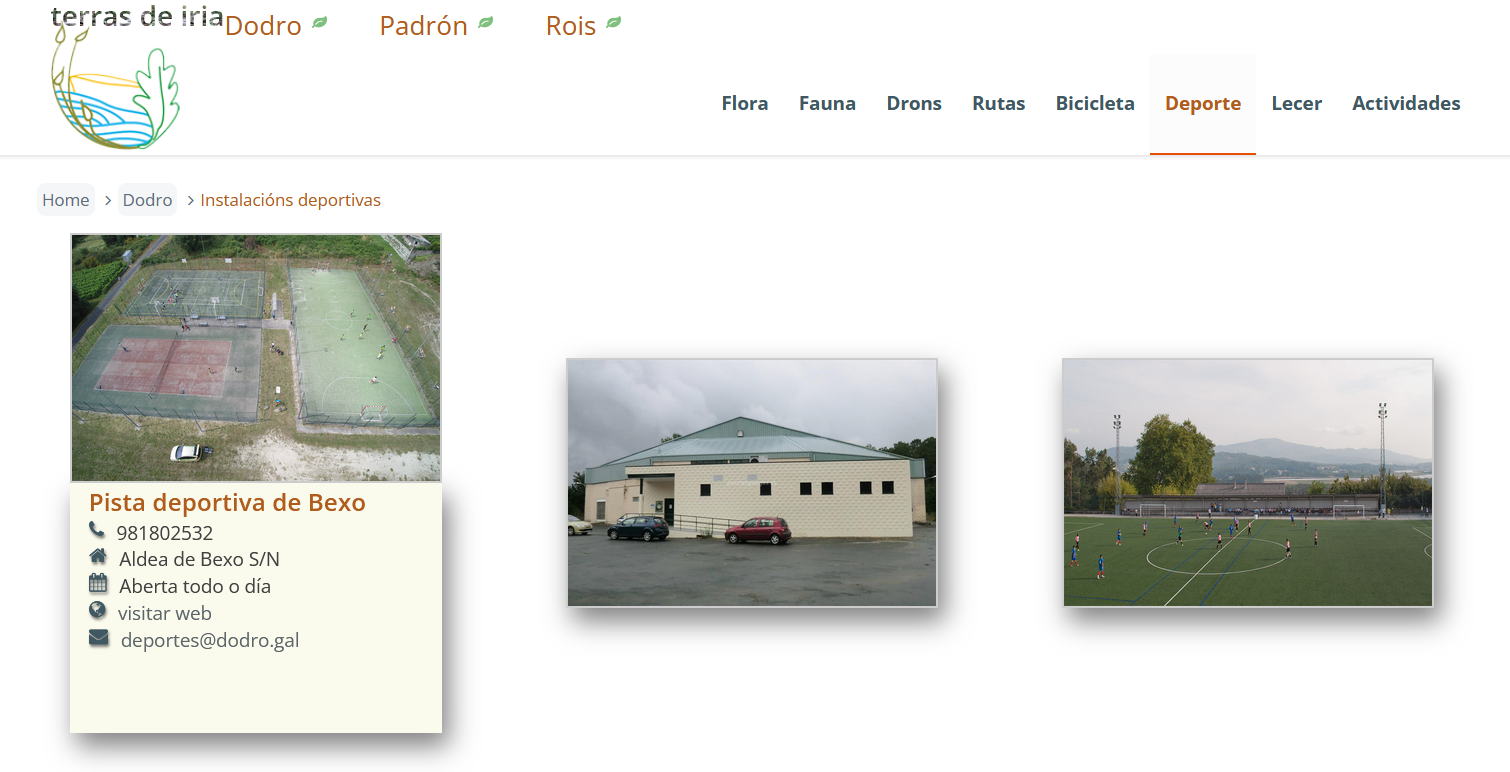 terras de iria
Dodro Padrón Rois
Flora Fauna Drons Rutas Bicicleta Deporte Lecer Actividades
Home > Dodro > Instalacións deportivas
Pista deportiva de Bexo
981802532
Aldea de Bexo S/N
Aberta todo o día
visitar web
deportes@dodro.gal